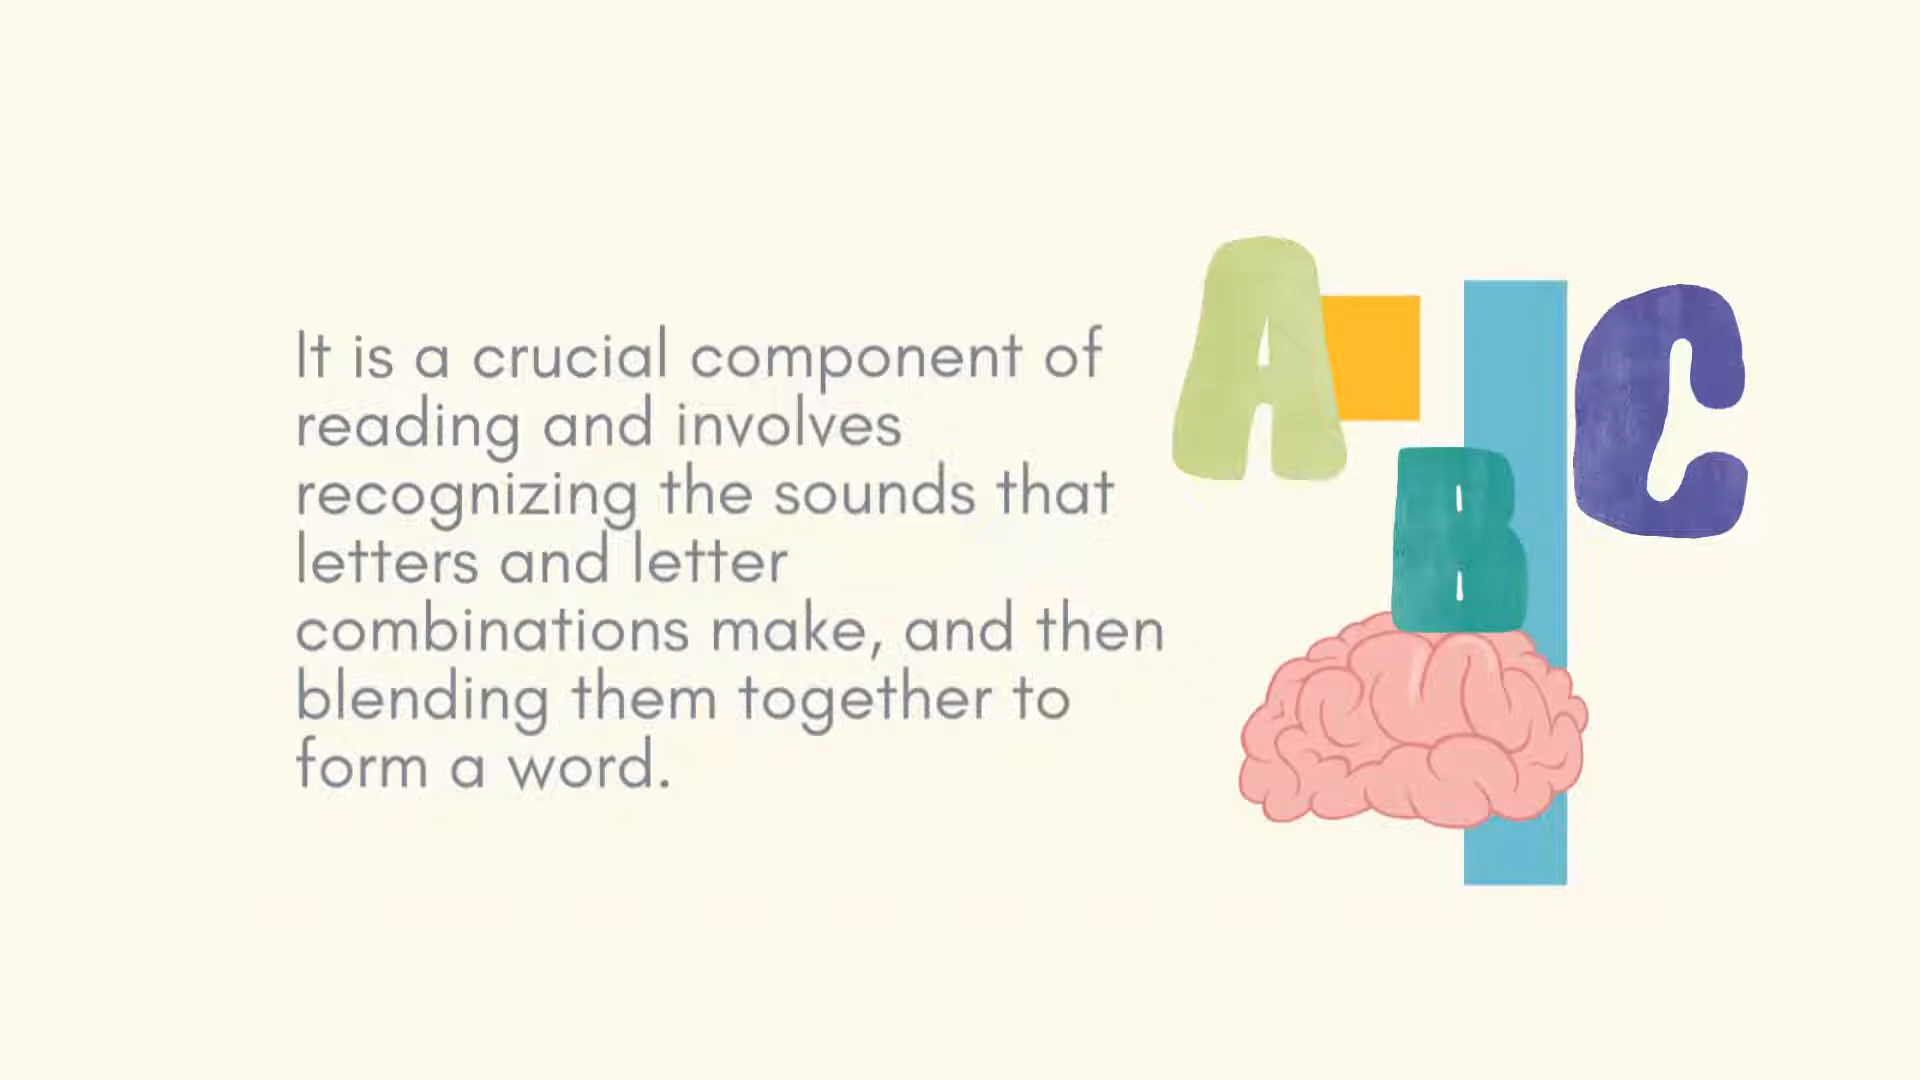 It is a crucial component of
reading and involves
recognizing the sounds that
letters and letter
combinations make, and then
blending them together to
form a word.
A
B
C